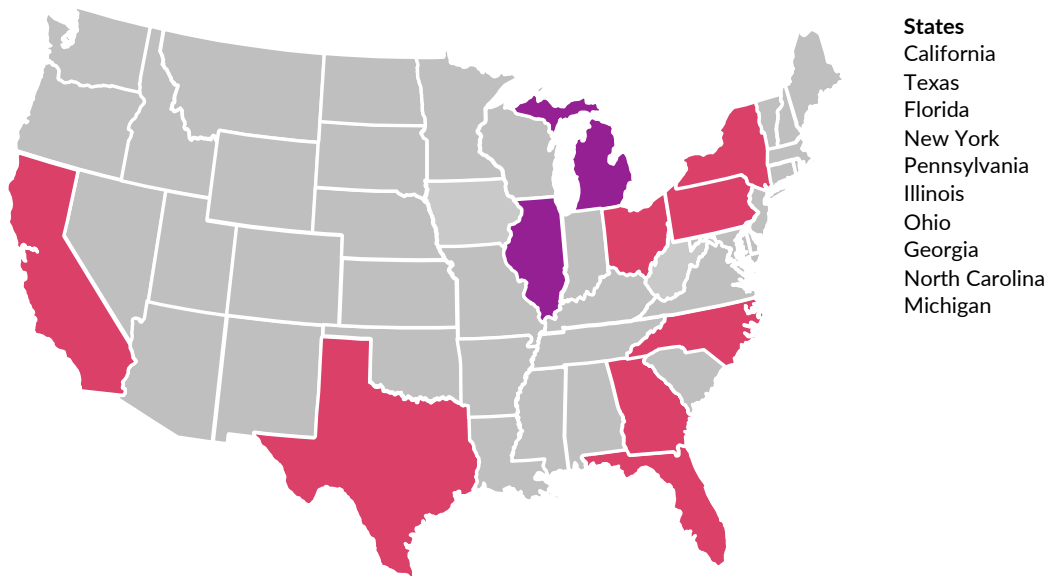 States
California
Texas
Florida
New York
Pennsylvania
Illinois
Ohio
Georgia
North Carolina
Michigan